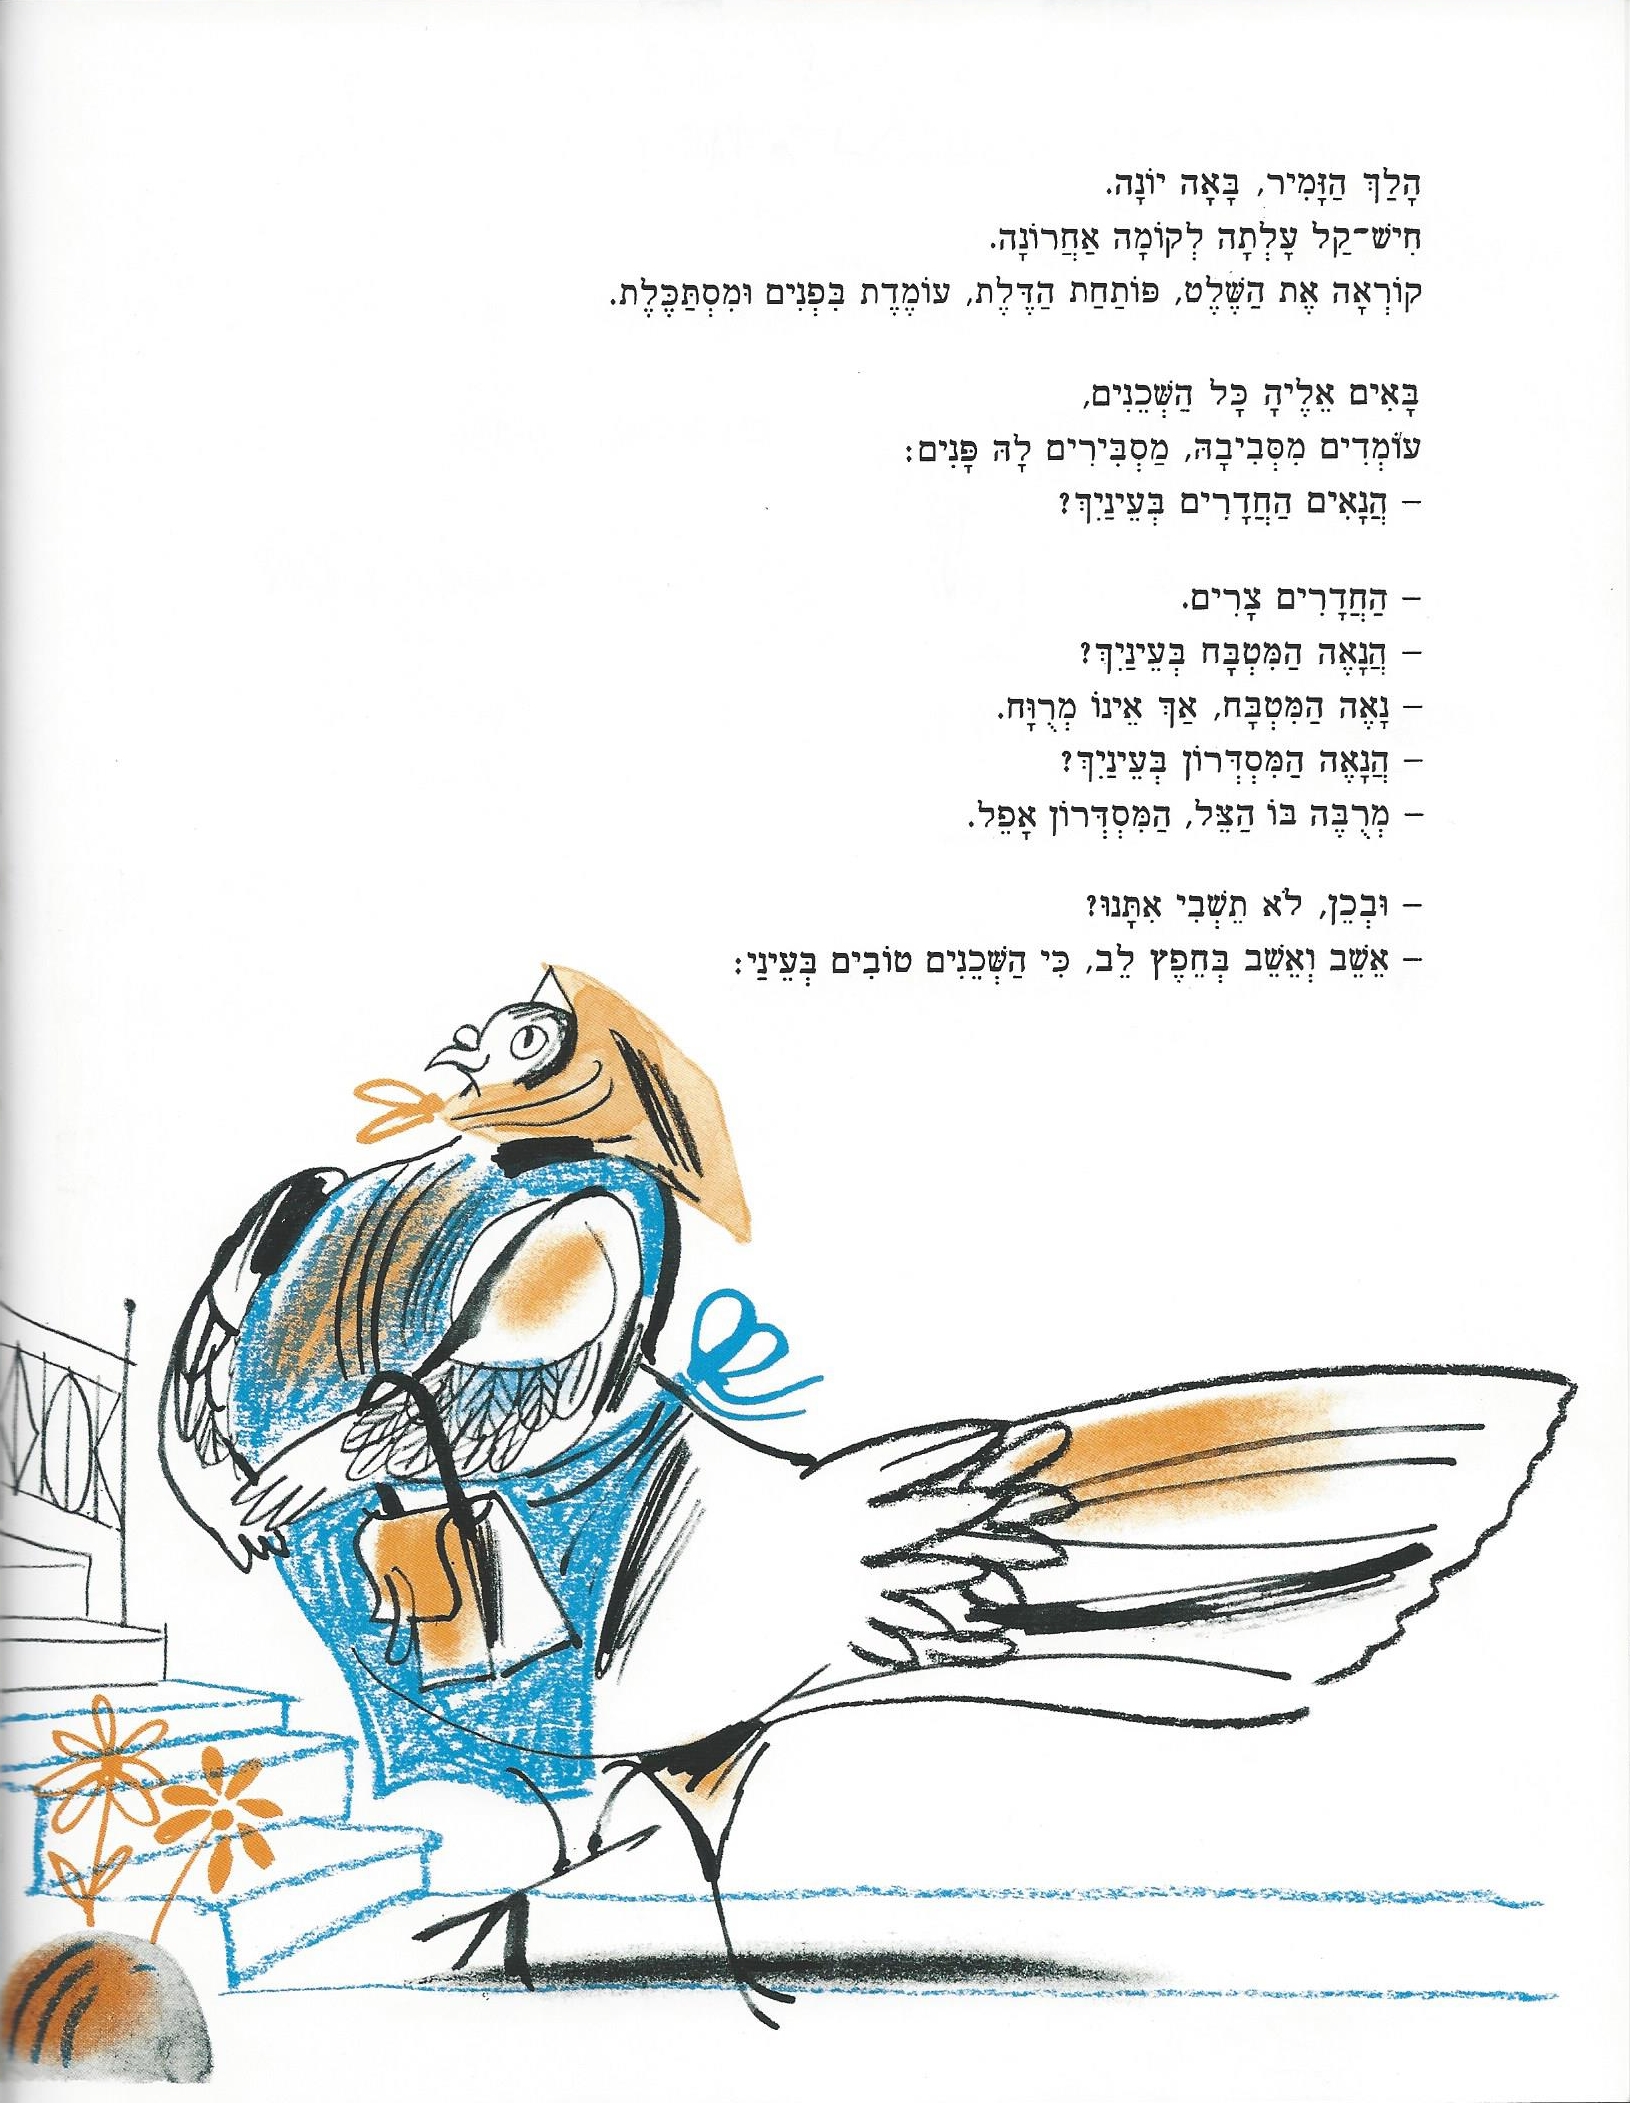 הָלַךְ הַזָּמִיר, בָּאָה יוֹנָה.
חִישׁ־קַל עָלְתָה לְקוֹמָה אַחֲרוֹנָה.
קוֹרְאָה אֶת הַשֶּׁלֶט, פּוֹתַחַת הַדֶּלֶת, עוֹמֶדֶת בִּפְנִים וּמִסְתַּכֶּלֶת.
בָּאִים אֵלֶיהָ כָּל הַשְּׁכֵנִים,
עוֹמְדִים מִסְּבִיבָהּ, מַסְבִּירִים לָהּ פָּנִים:
– הֲנָאִים הַחֲדָרִים בְּעֵינַיִךְ?
– הַחֲדָרִים צָרִים.
– הֲנָאֶה הַמִּטְבָּח בְּעֵינַיִךְ?
– נָאֶה הַמִּטְבָּח, אַךְ אֵינוֹ מְרֻוָּח.
– הֲנָאֶה הַמִּסְדְּרוֹן בְּעֵינַיִךְ?
– מְרֻבֶּה בּוֹ הַצֵּל, הַמִּסְדְּרוֹן אָפֵל.
– וּבְכֵן, לֹא תֵשְׁבִי אִתָּנוּ?
– אֵשֵׁב וְאֵשֵׁב בְּחֵפֶץ לֵב, כִּי הַשְּׁכֵנִים טוֹבִים בְּעֵינַי: